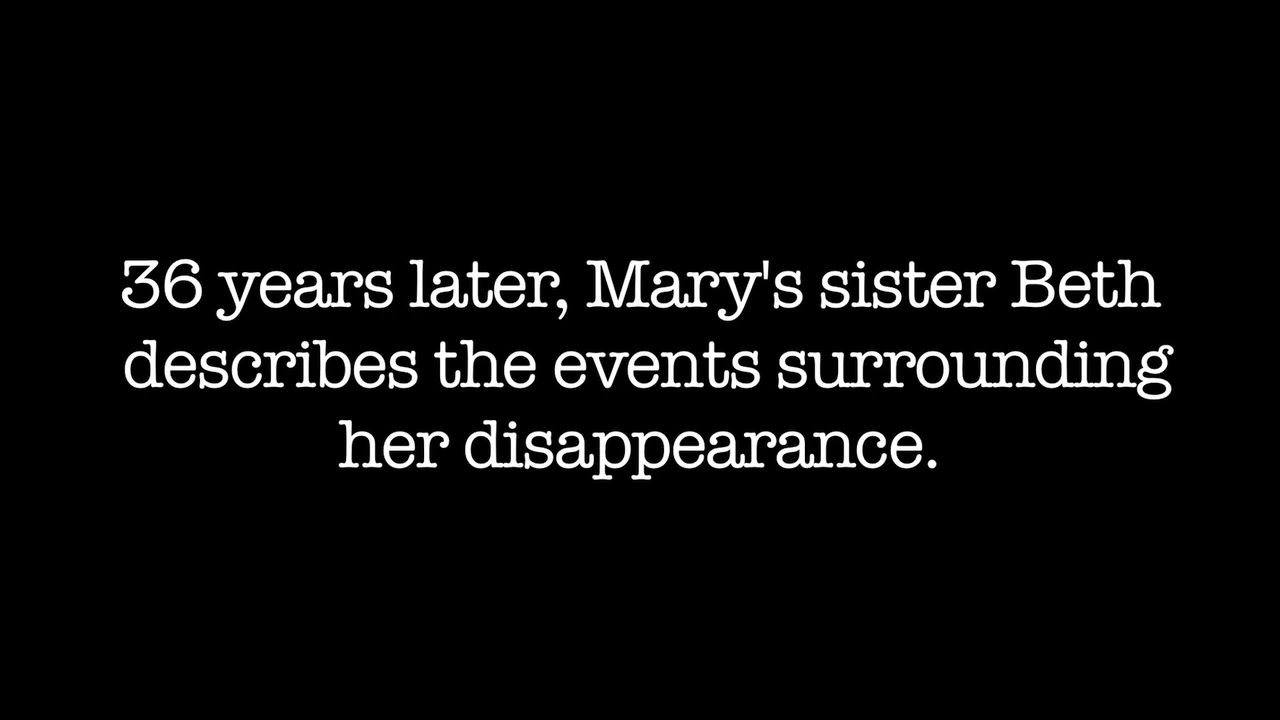 36 years later, Mary's sister Beth
describes the events surrounding
her disappearance.